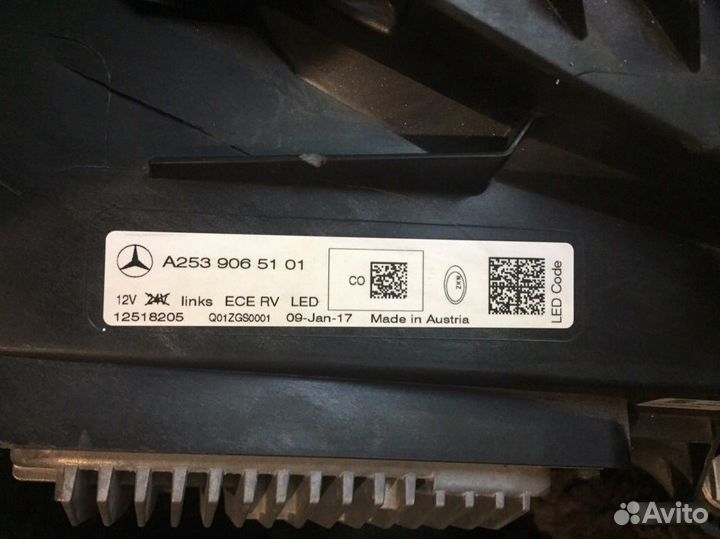 A253 906 51 01
12V 24V links ECE RV LED
12518205 Q01ZGS0001 09-Jan-17 Made in Austria
CO
ZKW
LED Code
Avito